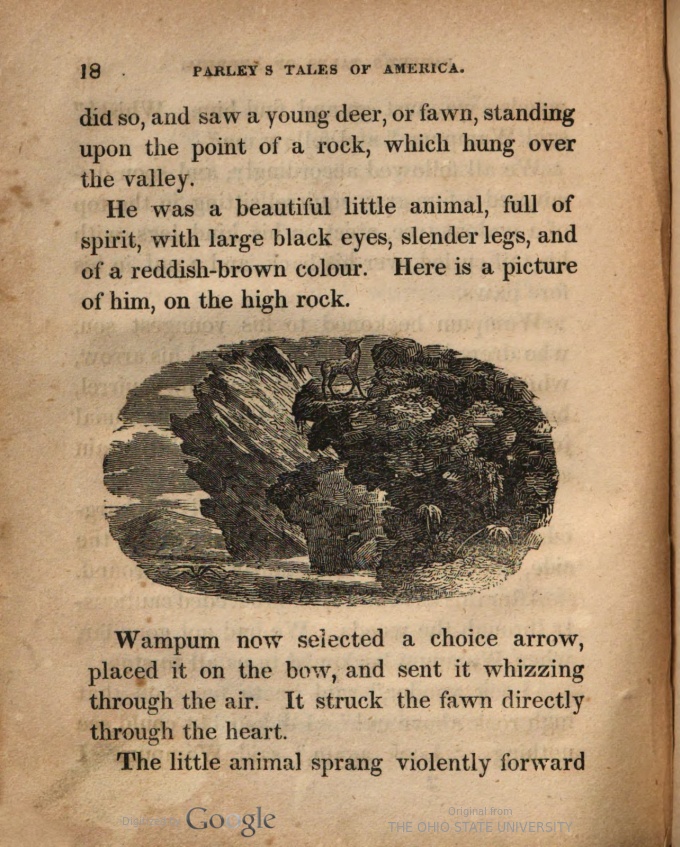 18 PARLEY S TALES OF AMERICA.
did so, and saw a young deer, or fawn, standing
upon the point of a rock, which hung over
the valley.
He was a beautiful little animal, full of
spirit, with large black eyes, slender legs, and
of a reddish-brown colour. Here is a picture
of him, on the high rock.
Wampum now selected a choice arrow,
placed it on the bow, and sent it whizzing
through the air. It struck the fawn directly
through the heart.
The little animal sprang violently forward
Digitized by Google
Original from
THE OHIO STATE UNIVERSITY